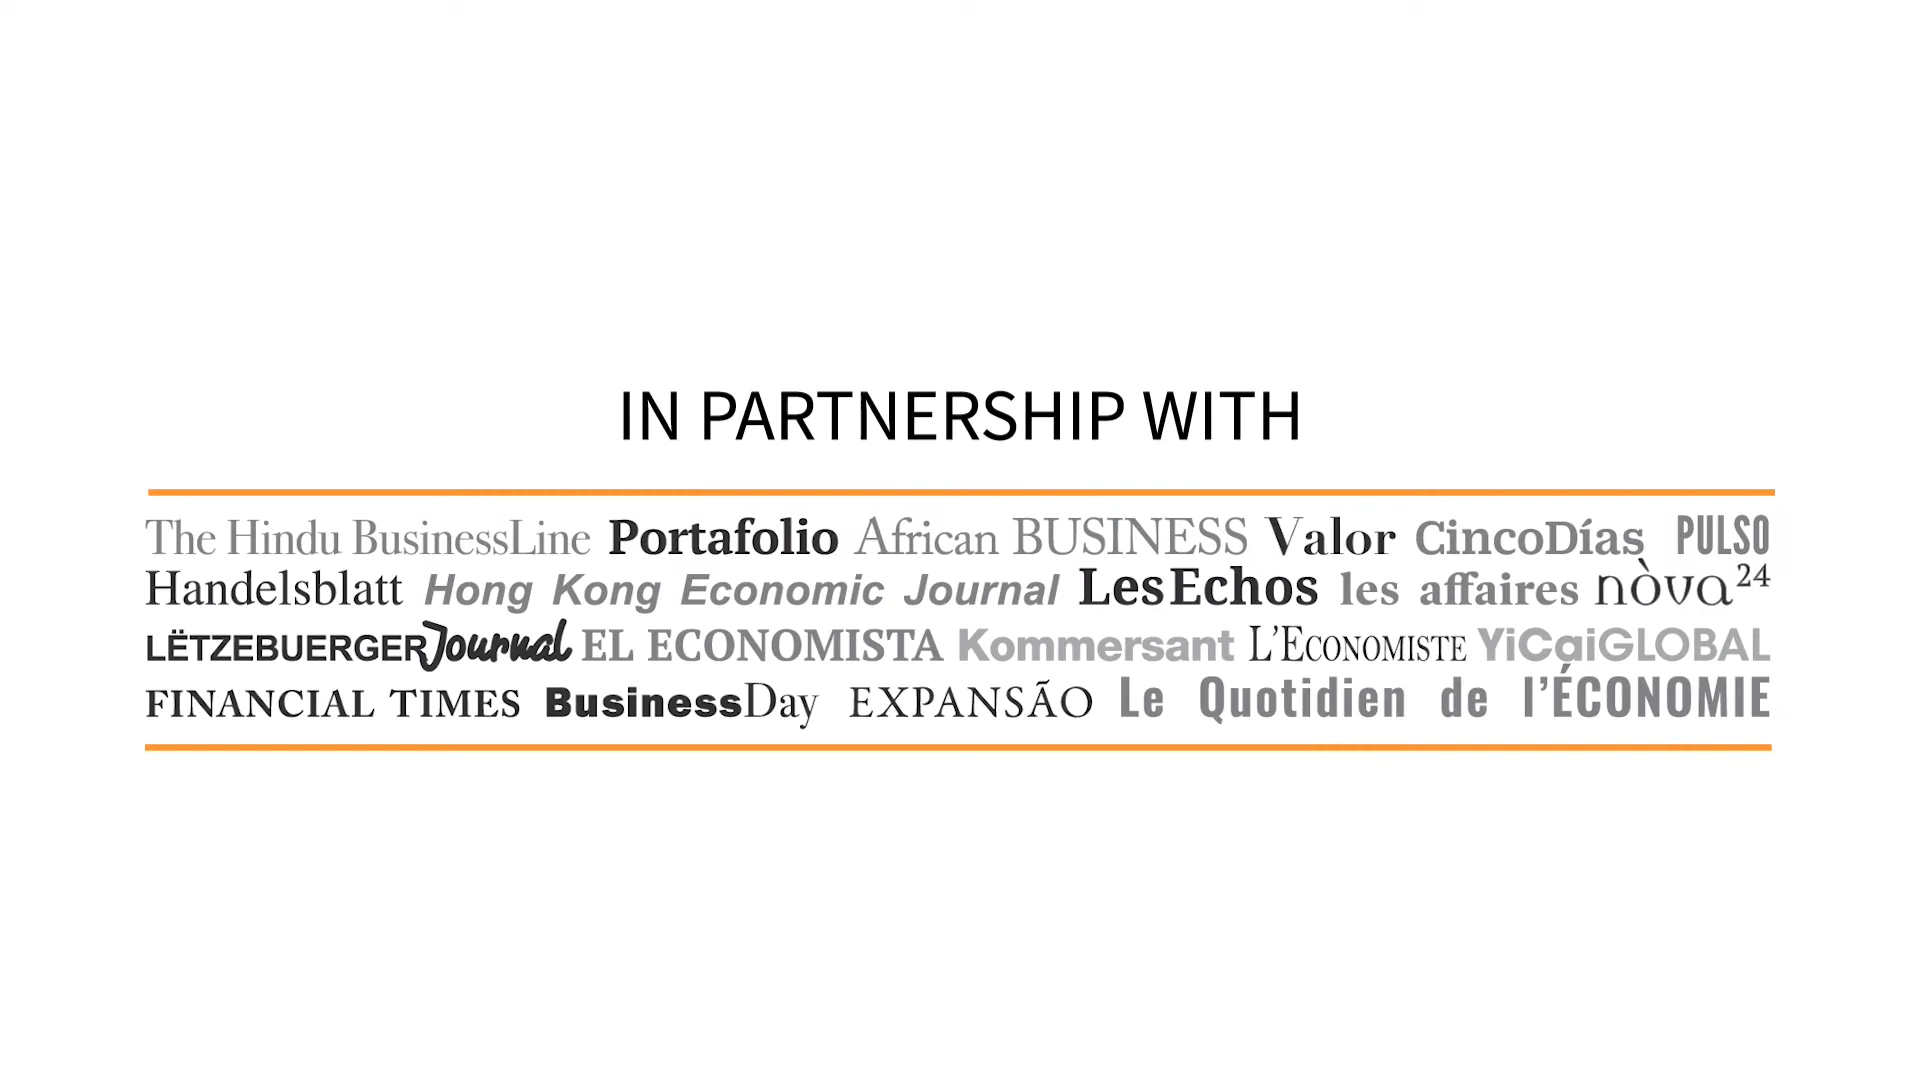 IN PARTNERSHIP WITH
The Hindu BusinessLine Portafolio African BUSINESS Valor CincoDías PULSO
Handelsblatt Hong Kong Economic Journal LesEchos les affaires nòva24
LËTZEBUERGERJournal EL ECONOMISTA Kommersant L'ECONOMISTE YiCaiGLOBAL
FINANCIAL TIMES BusinessDay EXPANSÃO Le Quotidien de l'ÉCONOMIE